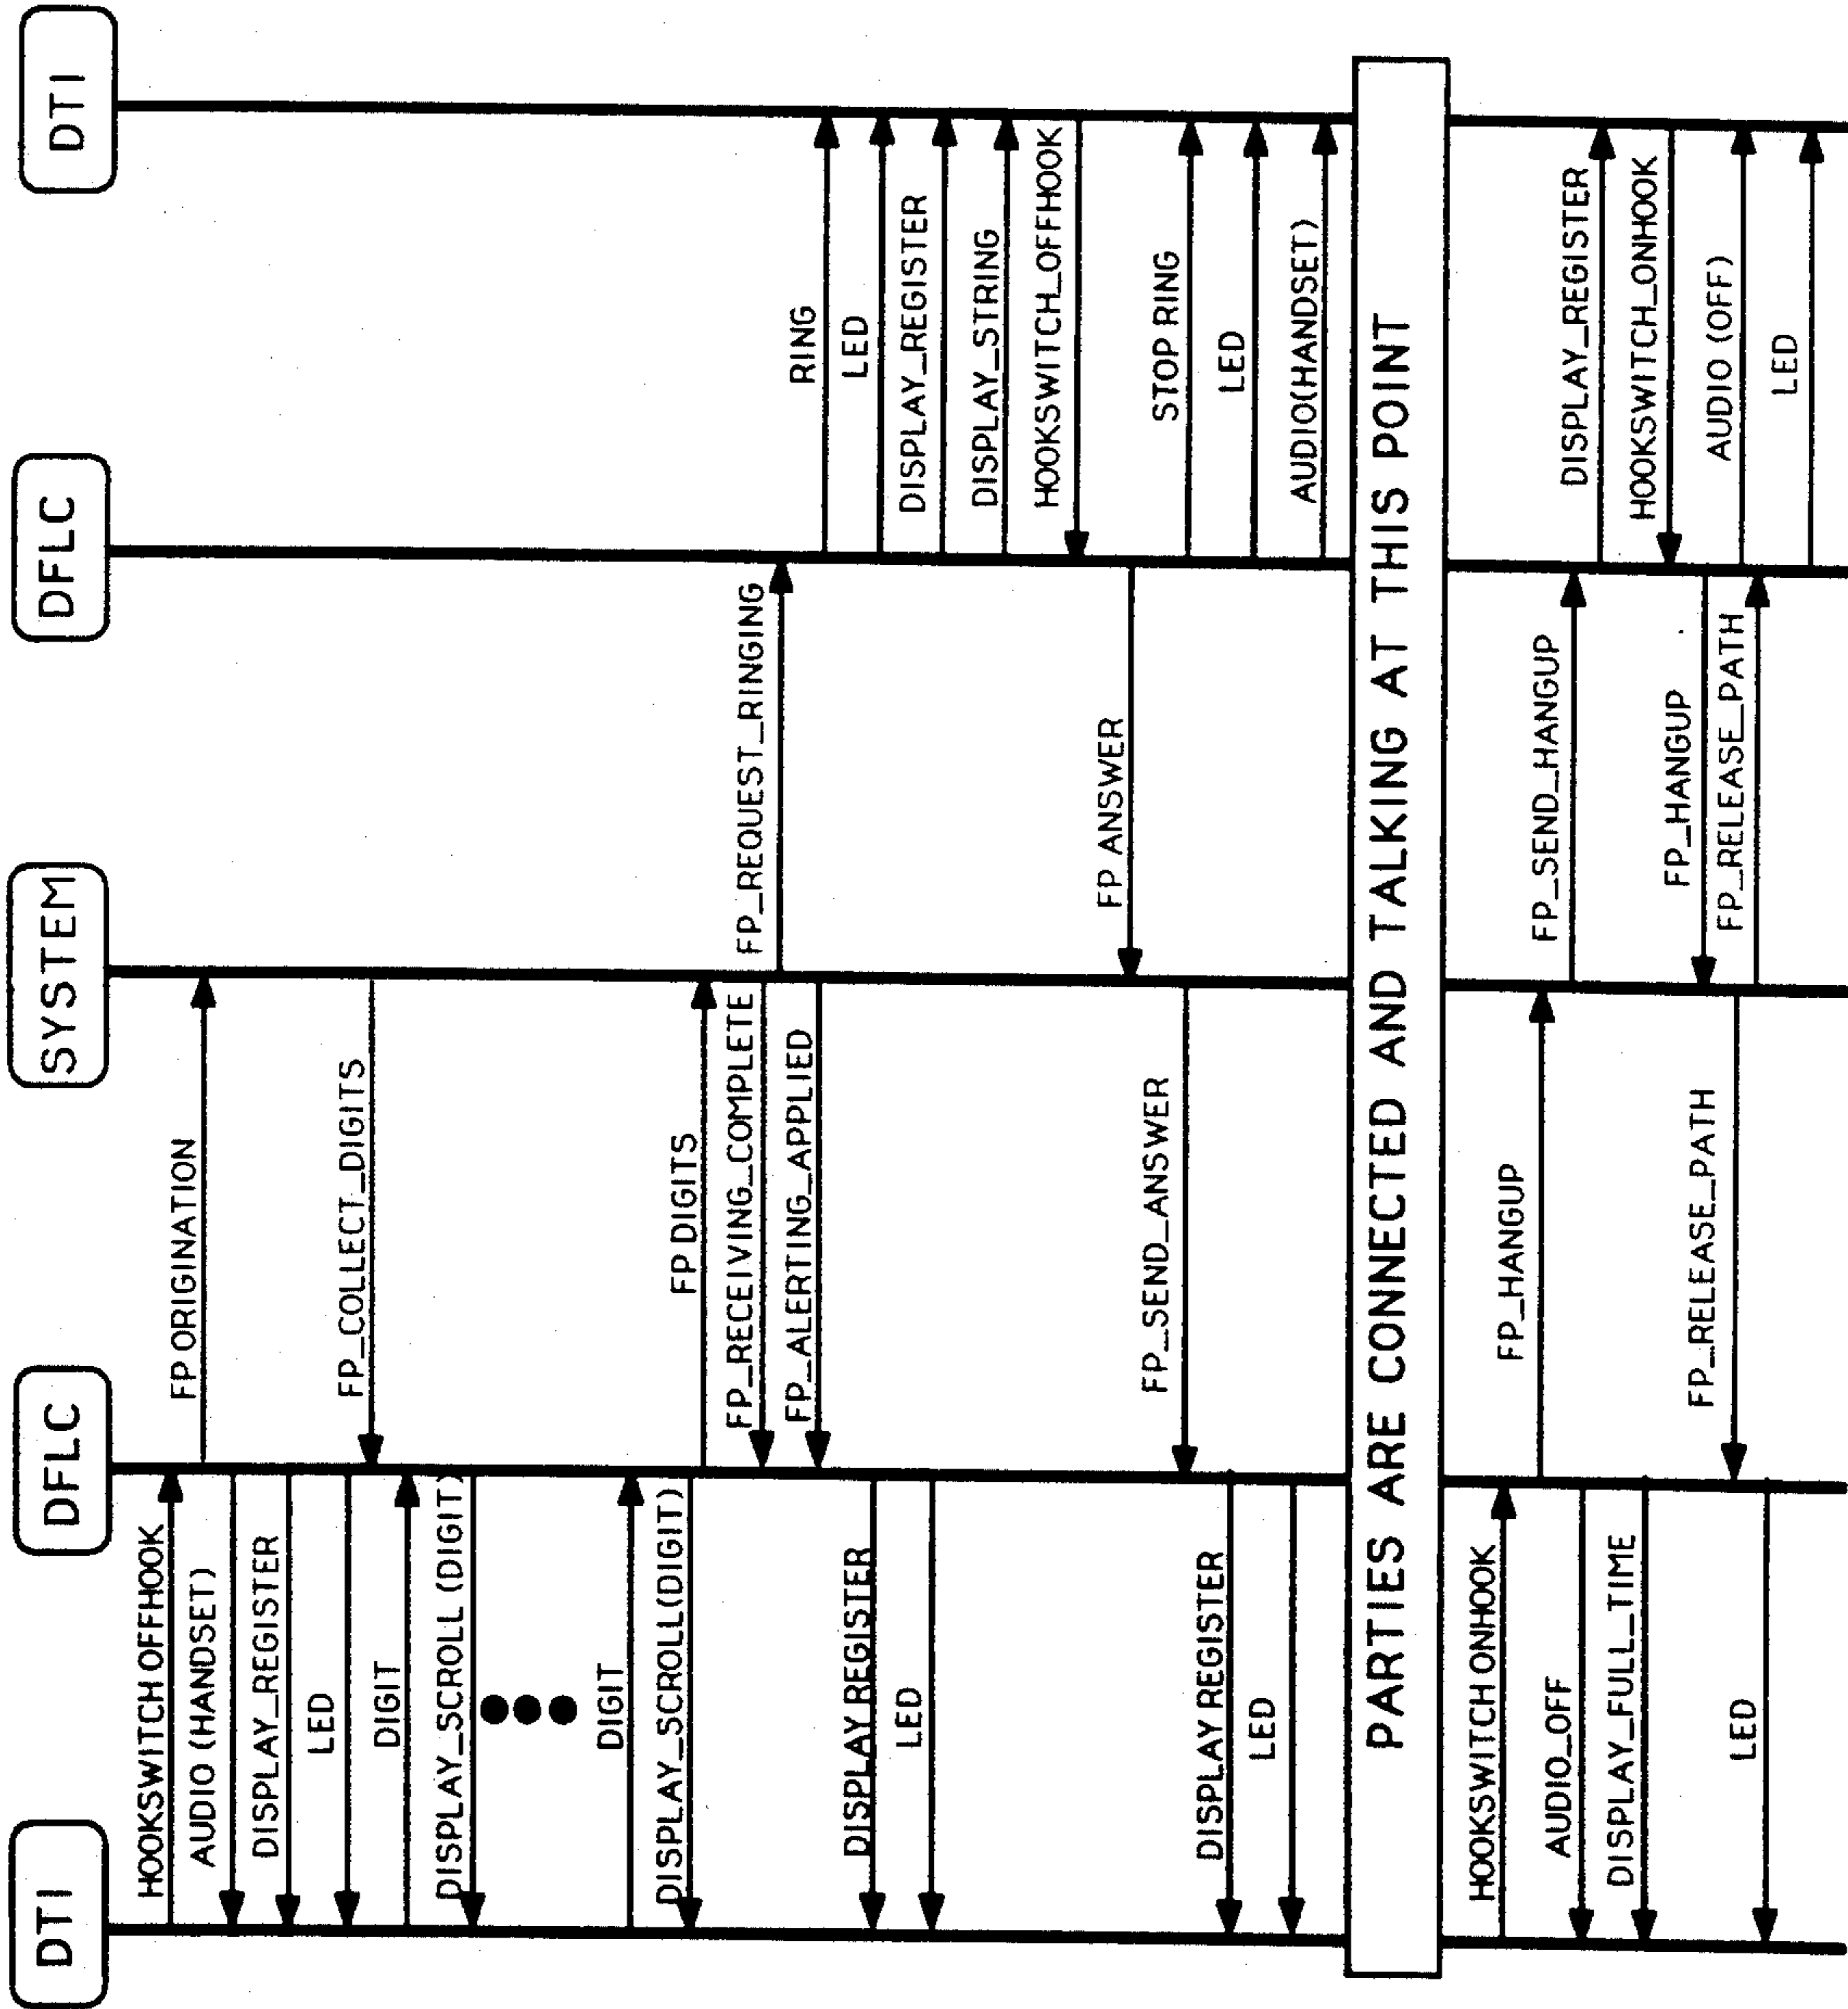 DTI
DFLC
SYSTEM
DFLC
DTI
HOOKSWITCH OFFHOOK
FP ORIGINATION
AUDIO (HANDSET)
DISPLAY_REGISTER
LED
FP_COLLECT_DIGITS
DIGIT
DISPLAY_SCROLL (DIGIT)
DIGIT
DISPLAY_SCROLL(DIGIT)
FP DIGITS
FP_RECEIVING_COMPLETE
FP_REQUEST_RINGING
FP_ALERTING_APPLIED
RING
LED
DISPLAY_REGISTER
DISPLAY_STRING
HOOKSWITCH_OFFHOOK
DISPLAY REGISTER
LED
FP ANSWER
FP_SEND_ANSWER
STOP RING
LED
AUDIO(HANDSET)
DISPLAY REGISTER
LED
PARTIES ARE CONNECTED AND TALKING AT THIS POINT
HOOKSWITCH ONHOOK
FP_HANGUP
FP_SEND_HANGUP
DISPLAY_REGISTER
AUDIO_OFF
DISPLAY_FULL_TIME
HOOKSWITCH_ONHOOK
FP_HANGUP
FP_RELEASE_PATH
FP_RELEASE_PATH
AUDIO (OFF)
LED
LED